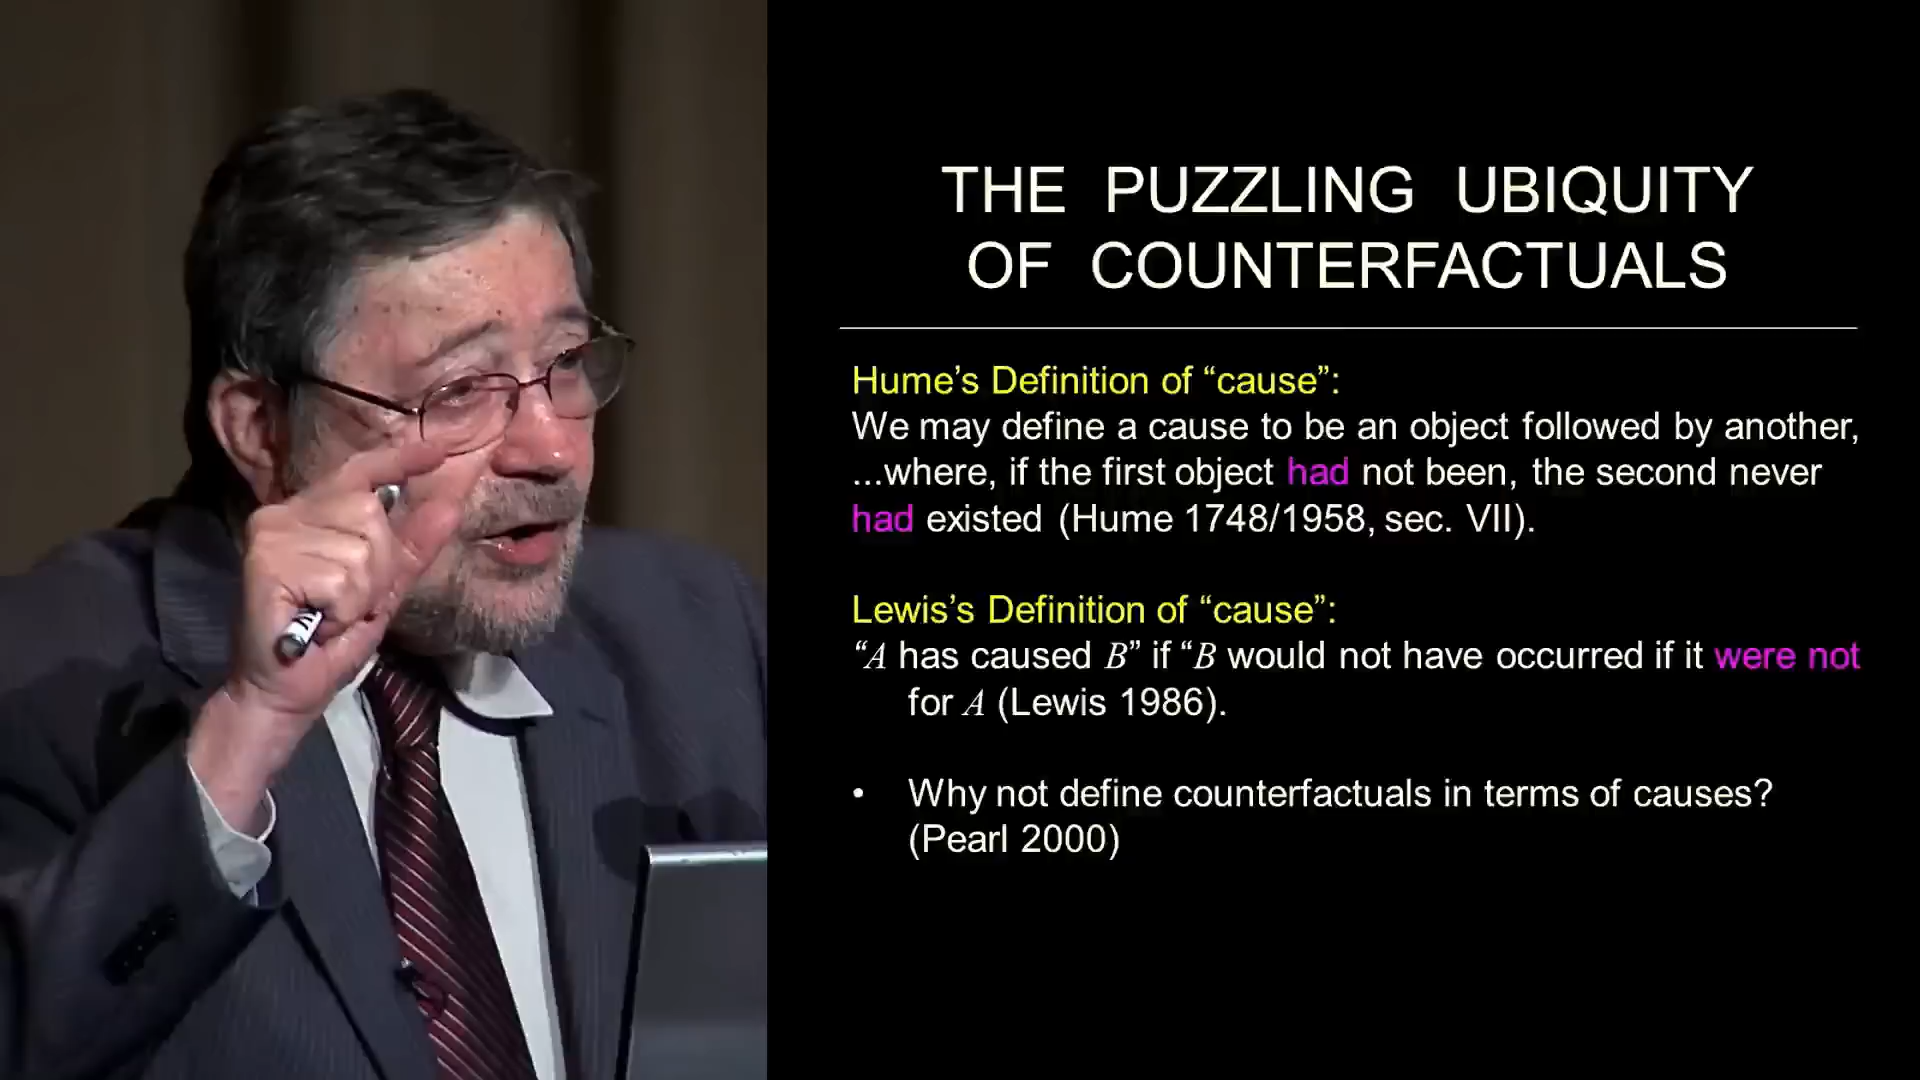 THE PUZZLING UBIQUITY
OF COUNTERFACTUALS
Hume’s Definition of “cause”:
We may define a cause to be an object followed by another,
...where, if the first object had not been, the second never
had existed (Hume 1748/1958, sec. VII).
Lewis’s Definition of “cause”:
“A has caused B” if “B would not have occurred if it were not
for A (Lewis 1986).
• Why not define counterfactuals in terms of causes?
(Pearl 2000)